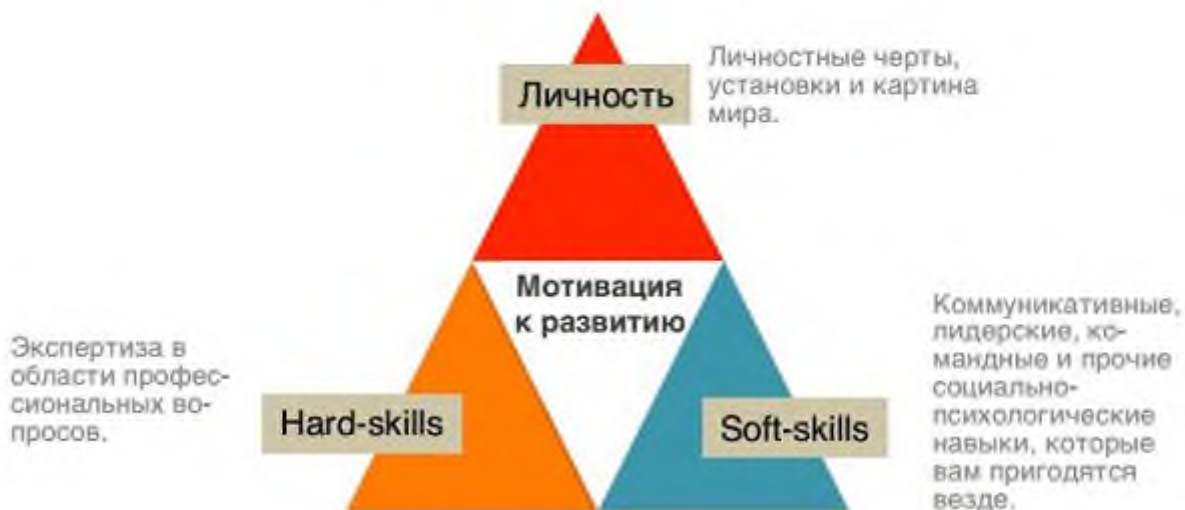 Личность
Личностные черты,
установки и картина
мира.
Мотивация
к развитию
Экспертиза в
области профес-
сиональных во-
просов.
Hard-skills
Soft-skills
Коммуникативные,
лидерские, ко-
мандные и прочие
социально-
психологические
навыки, которые
вам пригодятся
везде.